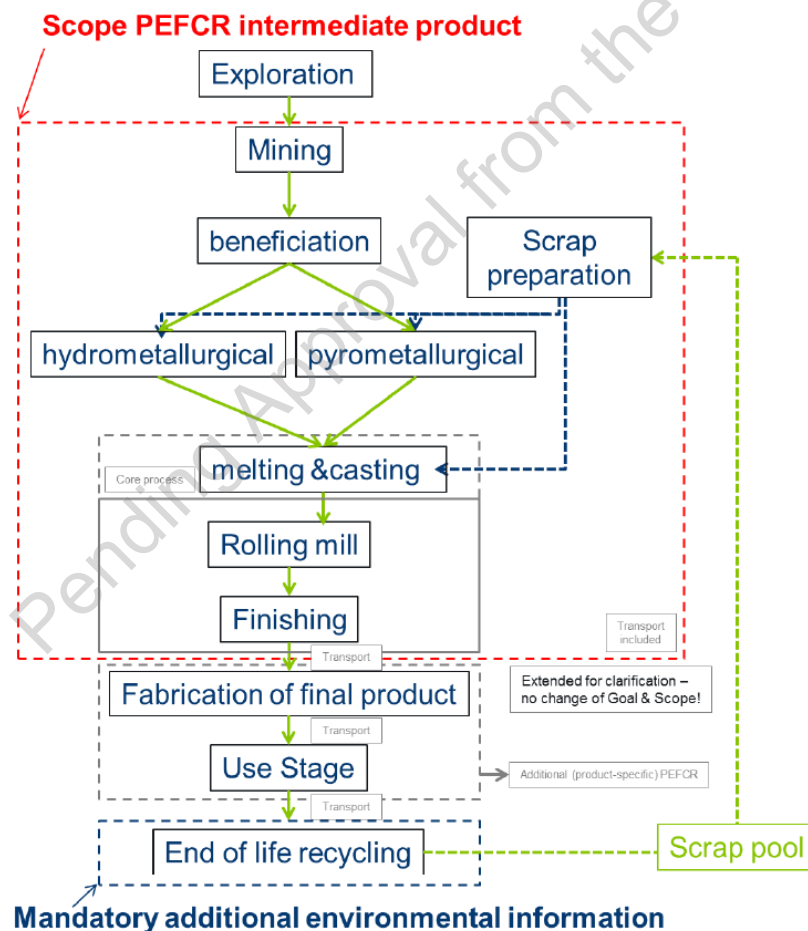 Scope PEFCR intermediate product
Exploration
Mining
beneficiation
Scrap
preparation
hydrometallurgical
pyrometallurgical
Core process
melting &casting
Rolling mill
Finishing
Transport
included
Transport
Fabrication of final product
Extended for clarification –
no change of Goal & Scope!
Transport
Use Stage
Additional (product-specific) PEFCR
Transport
End of life recycling
Scrap pool
Mandatory additional environmental information
Pending Approval from the